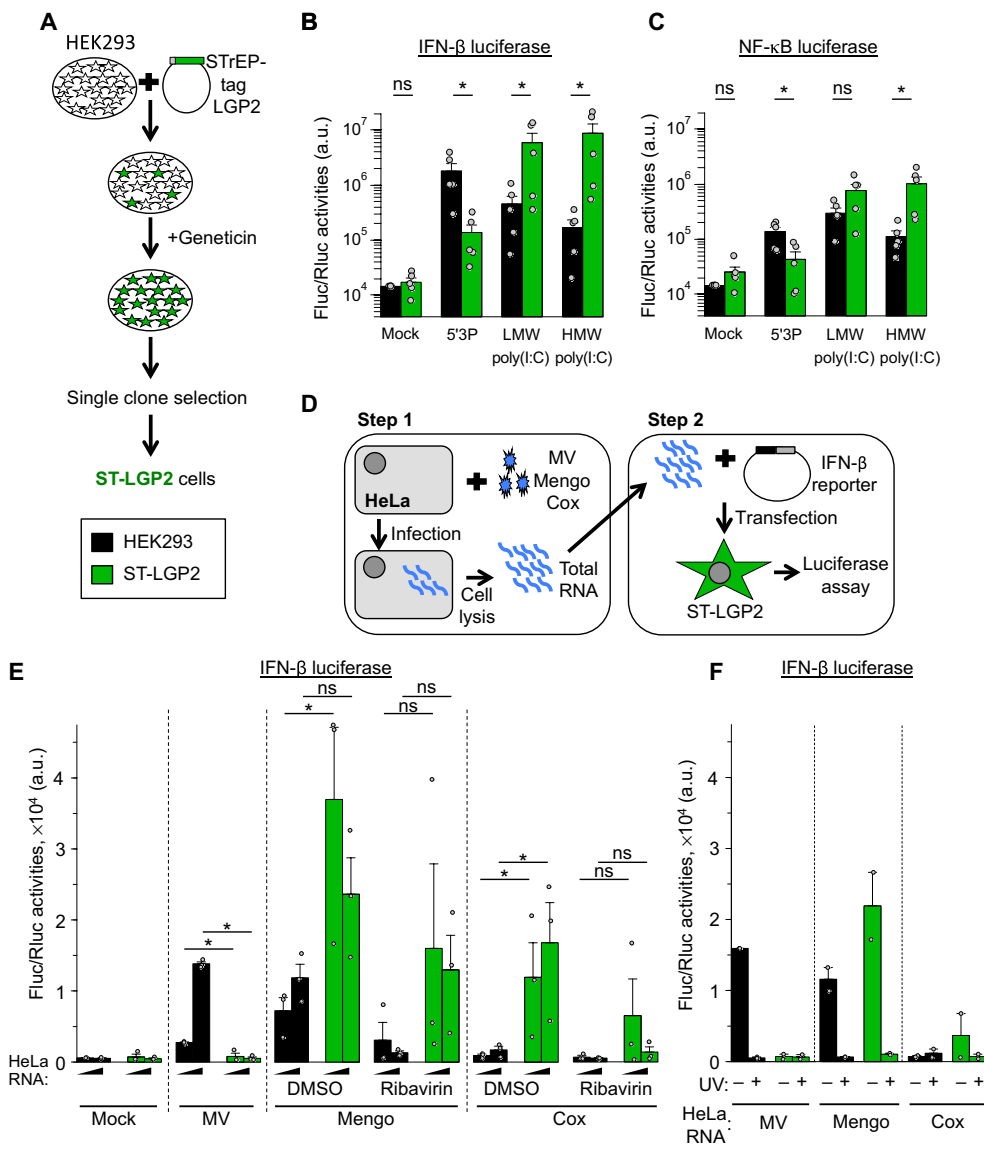 A
HEK293
STrEP-
tag
LGP2
+Geneticin
Single clone selection
ST-LGP2 cells
HEK293
ST-LGP2
B
IFN-β luciferase
ns * * *
Fluc/Rluc activities (a.u.)
10⁷
10⁶
10⁵
10⁴
Mock 5'3P LMW HMW
poly(I:C) poly(I:C)
C
NF-κB luciferase
ns * ns *
Fluc/Rluc activities (a.u.)
10⁷
10⁶
10⁵
10⁴
Mock 5'3P LMW HMW
poly(I:C) poly(I:C)
D
Step 1
HeLa
MV
Mengo
Cox
Infection
Cell
lysis
Total
RNA
Step 2
IFN-β
reporter
Transfection
ST-LGP2
Luciferase
assay
E
IFN-β luciferase
ns ns
* ns
* ns
* ns
*
*
Fluc/Rluc activities, ×10⁴ (a.u.)
4
3
2
1
0
HeLa
RNA:
DMSO Ribavirin DMSO Ribavirin
Mock MV Mengo Cox
F
IFN-β luciferase
Fluc/Rluc activities, ×10⁴ (a.u.)
4
3
2
1
0
UV: – + – + – + – + – + – +
HeLa
RNA: MV Mengo Cox